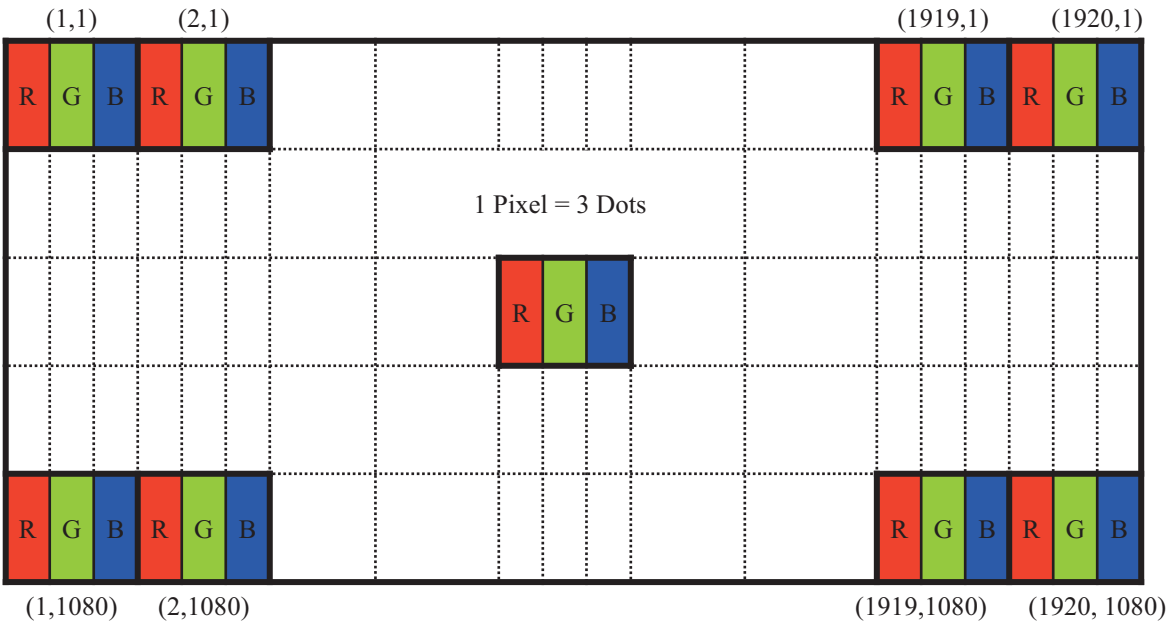 (1,1) (2,1) (1919,1) (1920,1)
R G B R G B R G B R G B
1 Pixel = 3 Dots
R G B
R G B R G B R G B R G B
(1,1080) (2,1080) (1919,1080) (1920, 1080)